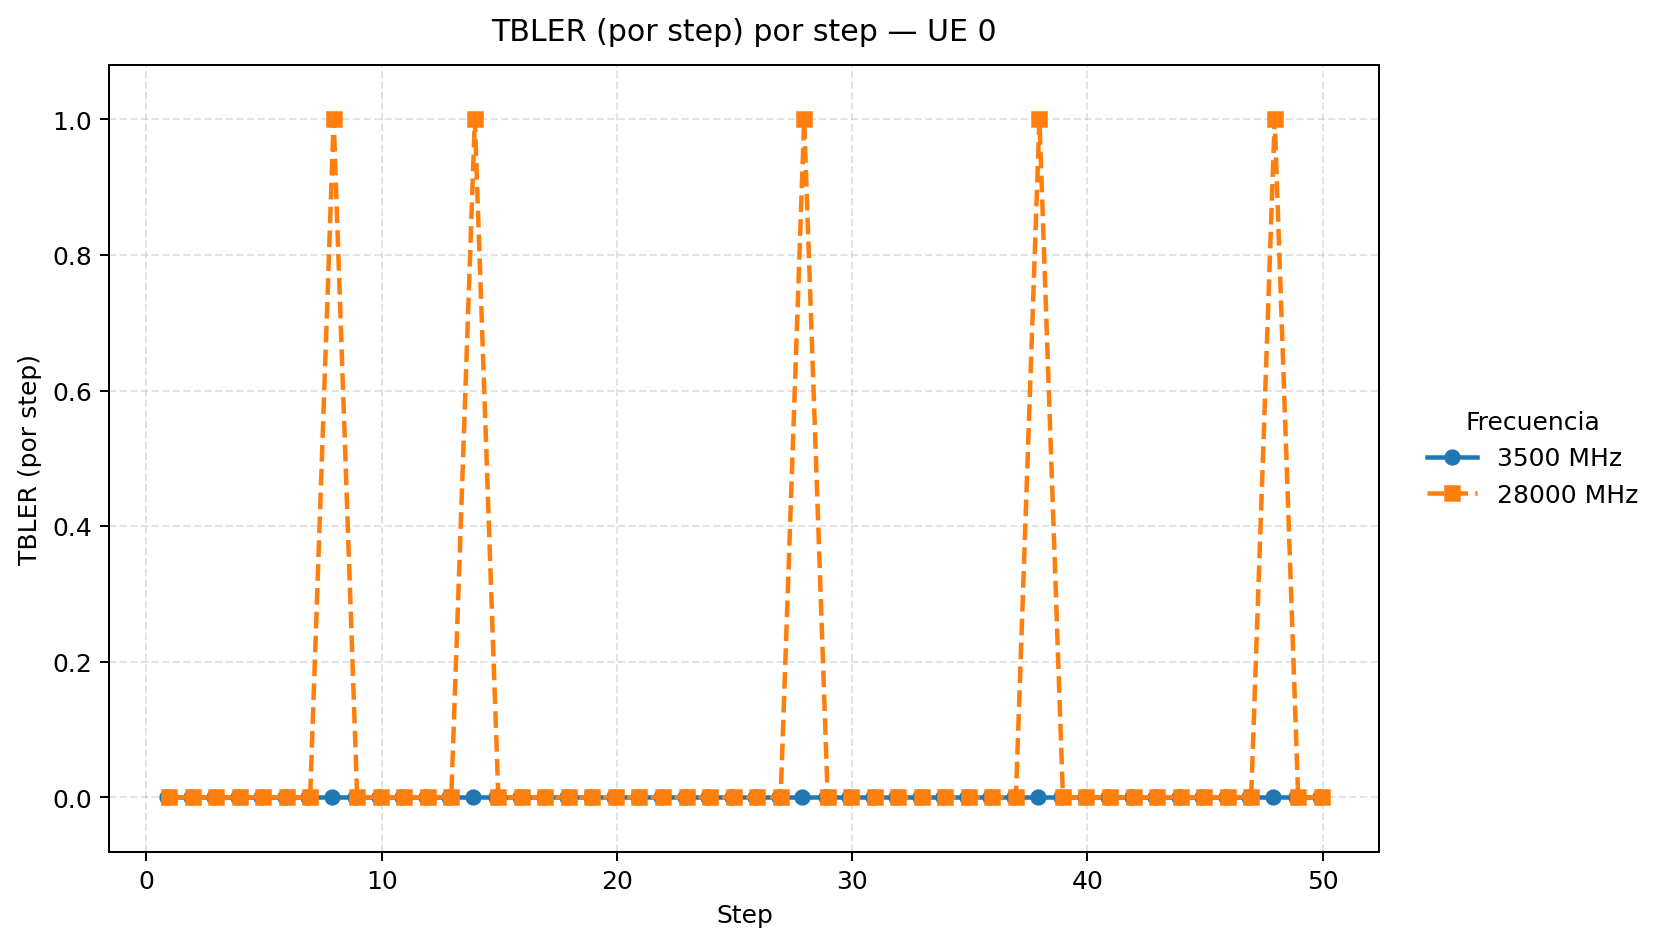 TBLER (por step) por step — UE 0
TBLER (por step)
1.0
0.8
0.6
0.4
0.2
0.0
0 10 20 30 40 50
Step
Frecuencia
3500 MHz
28000 MHz